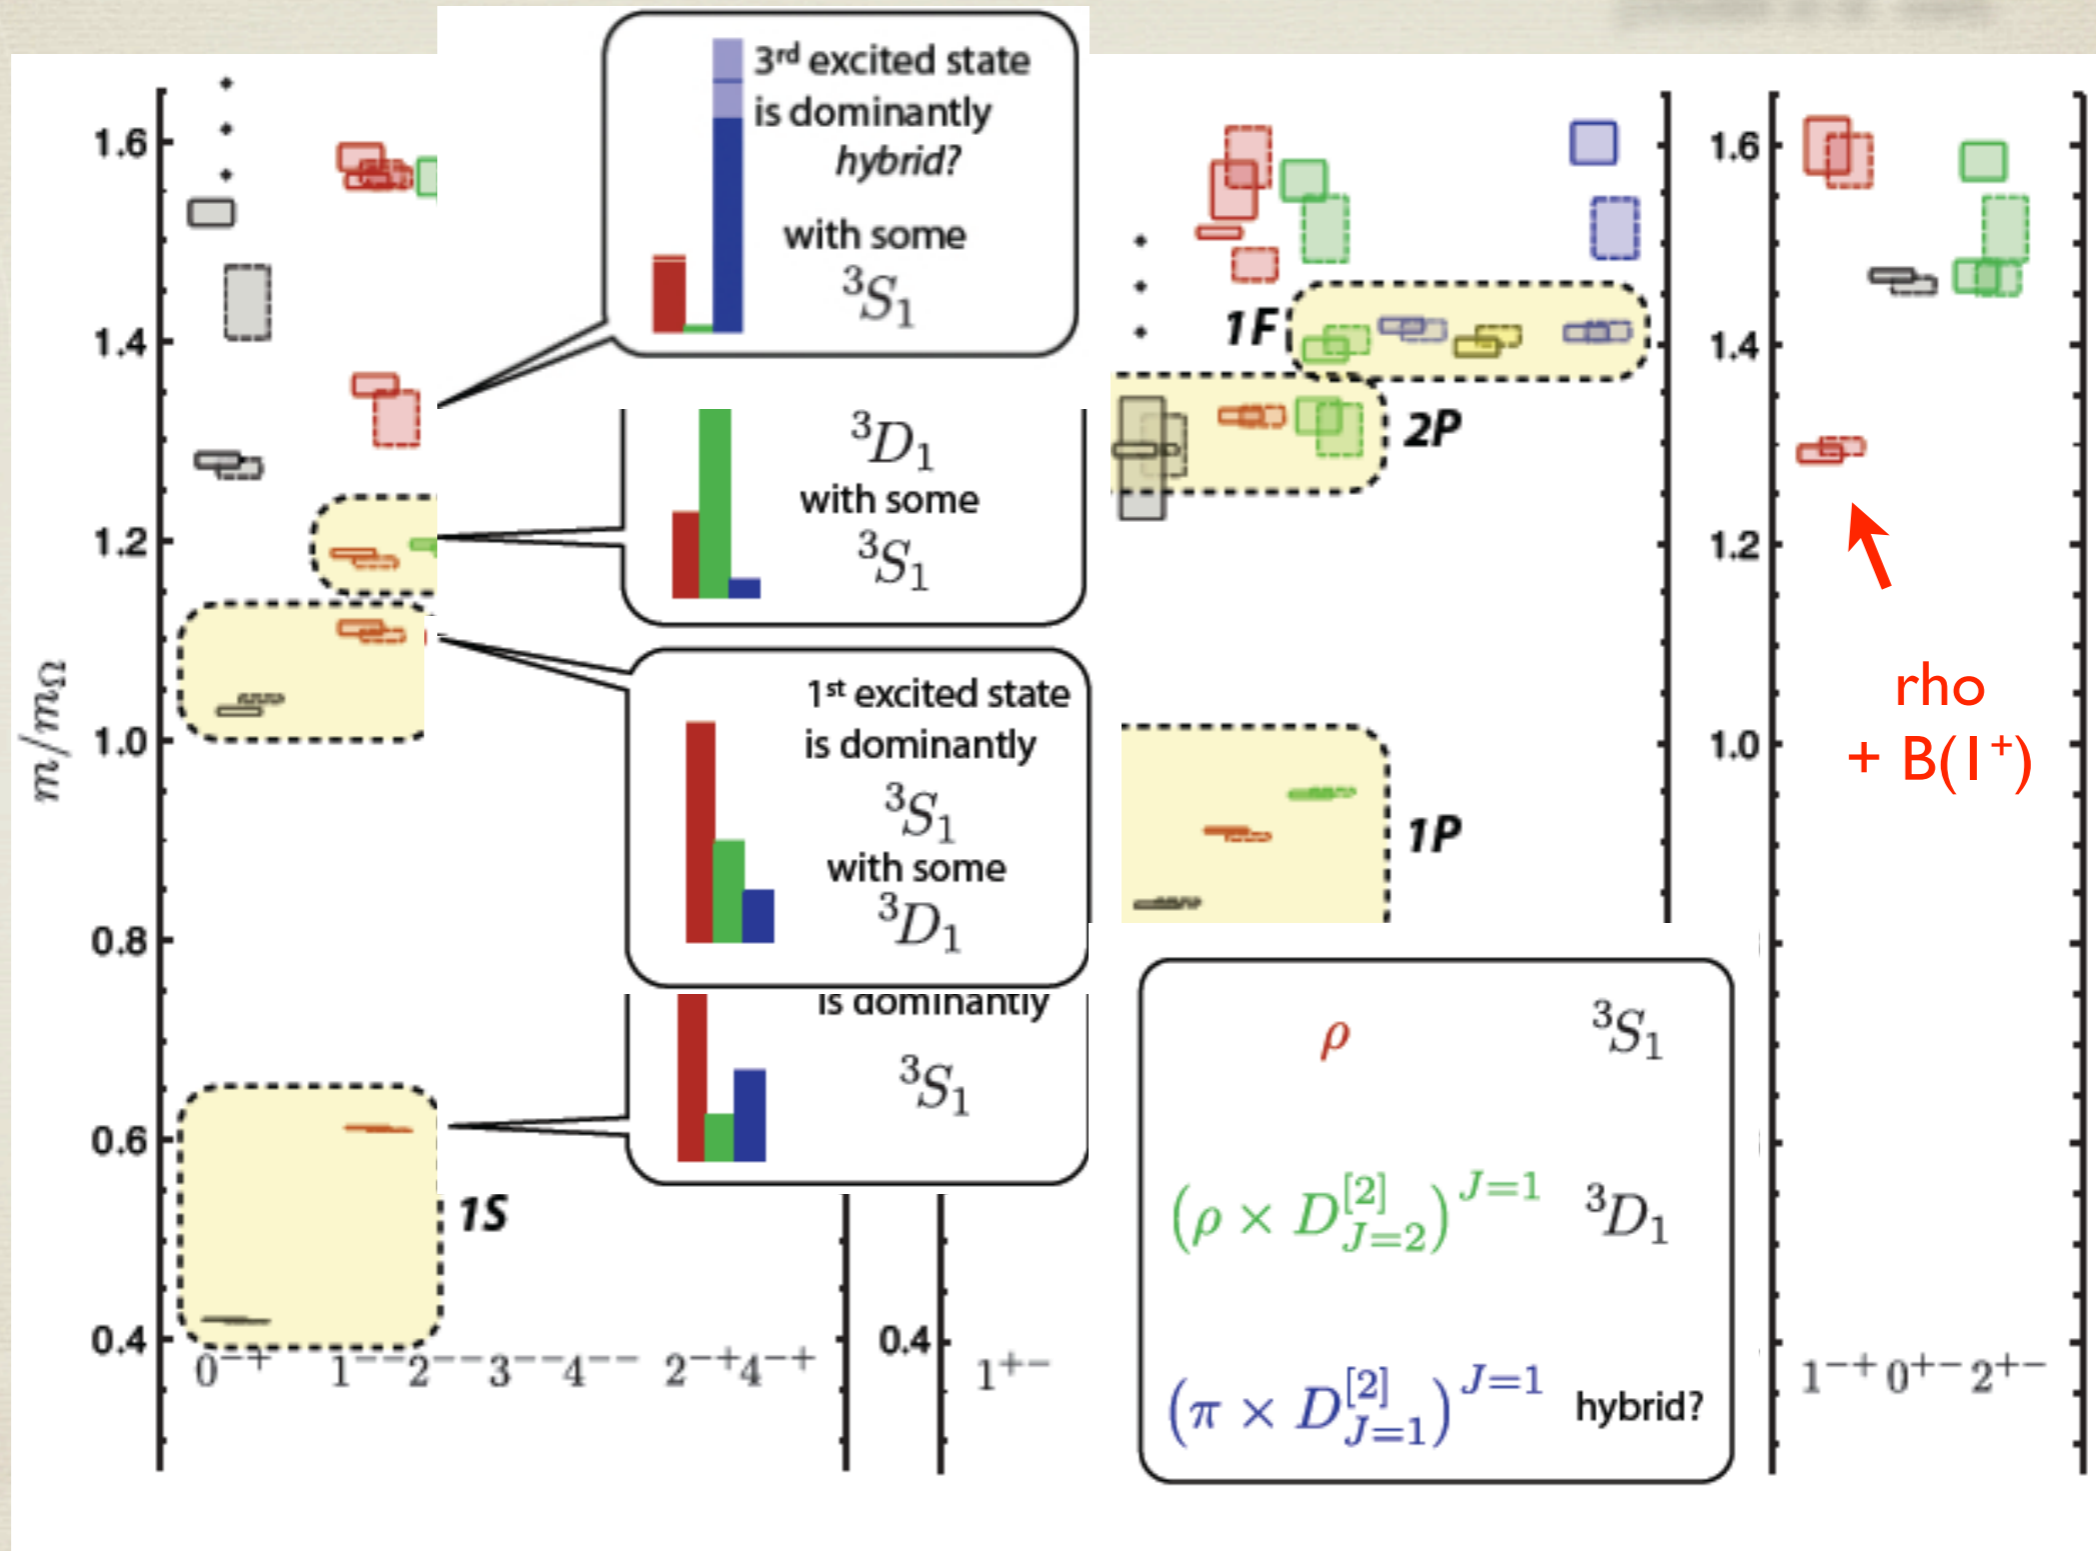 3rd excited state
is dominantly
hybrid?
with some
³S₁
³D₁
with some
³S₁
1st excited state
is dominantly
³S₁
with some
³D₁
is dominantly
³S₁
m/mΩ
1.6
1.4
1.2
1.0
0.8
0.6
0.4
1S
0⁻⁺ 1⁻⁻ 2⁻⁻ 3⁻⁻ 4⁻⁻ 2⁻⁺ 4⁻⁺
0.4
1⁺⁻
1F
2P
1P
ρ ³S₁
(ρ × D^{[2]}_{J=2})^{J=1} ³D₁
(π × D^{[2]}_{J=1})^{J=1} hybrid?
1.6
1.4
1.2
1.0
rho
+ B(1⁺)
1⁻⁺ 0⁺⁻ 2⁺⁻